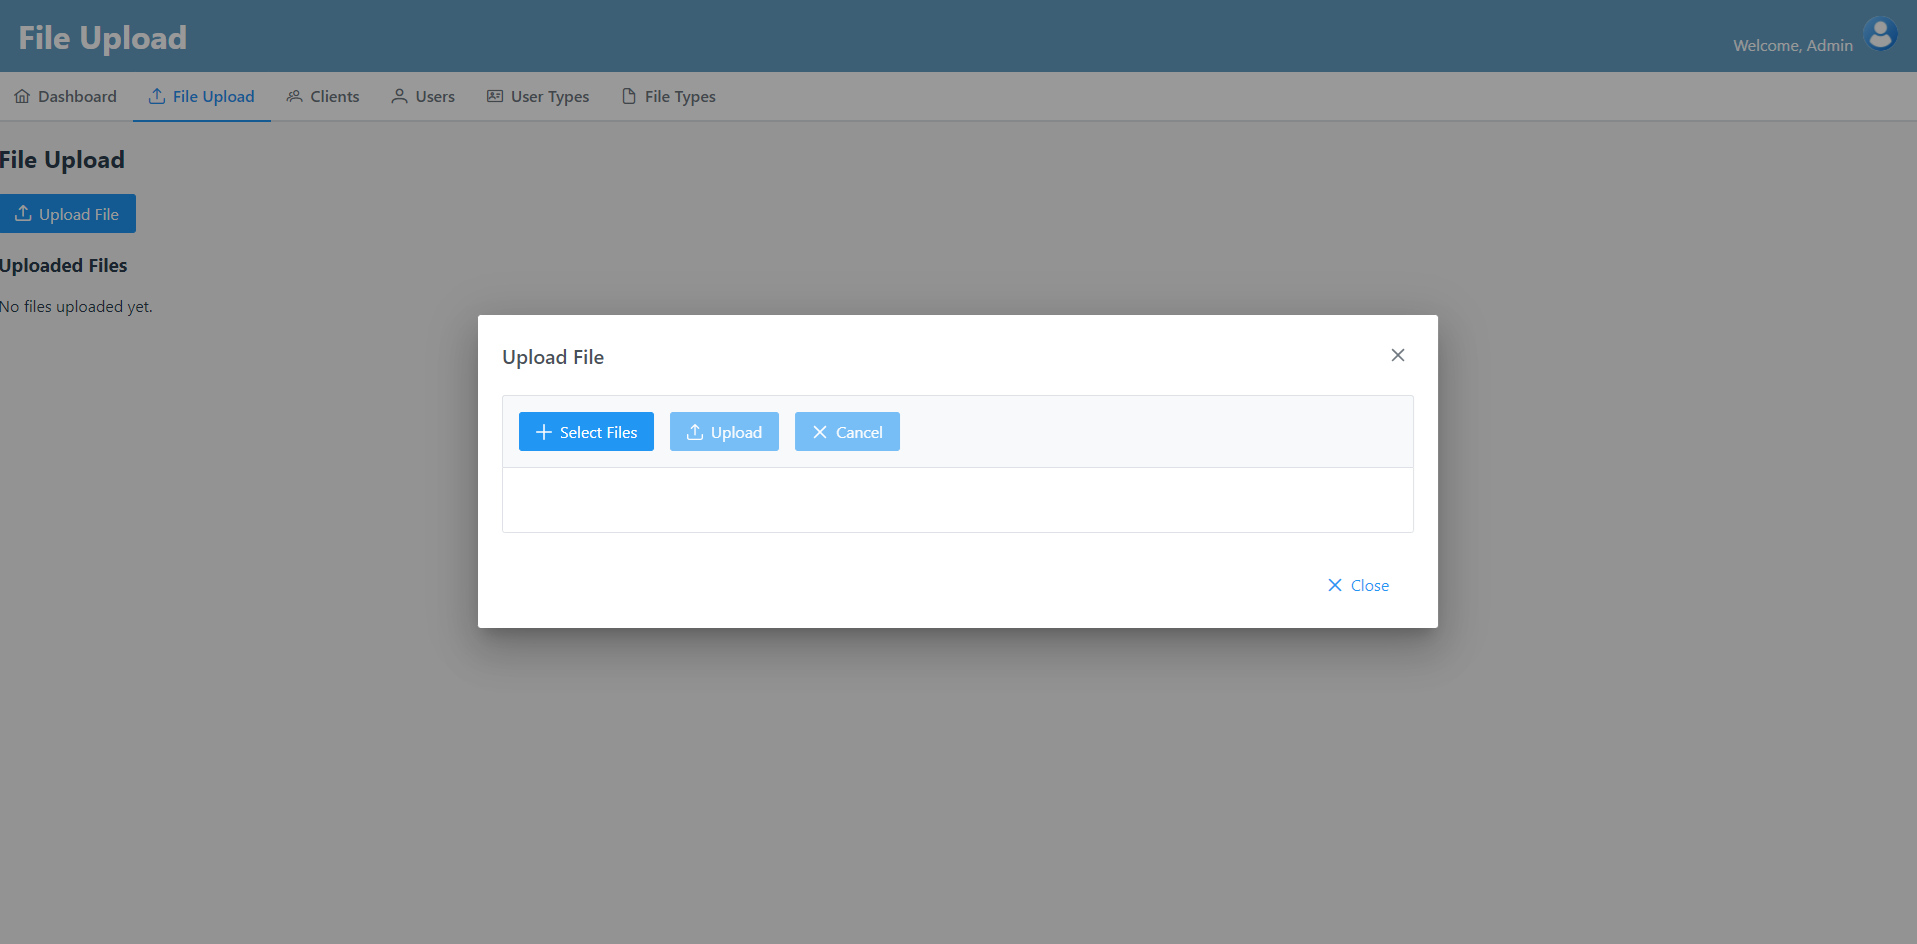 File Upload
Welcome, Admin
Dashboard File Upload Clients Users User Types File Types
File Upload
Upload File
Uploaded Files
No files uploaded yet.
Upload File
Select Files Upload Cancel
Close